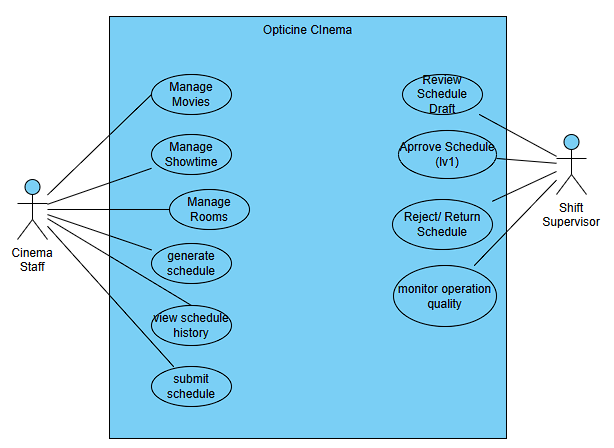 Opticine CInema
Manage
Movies
Manage
Showtime
Manage
Rooms
generate
schedule
view schedule
history
submit
schedule
Cinema
Staff
Review
Schedule
Draft
Aprrove Schedule
(lv1)
Reject/ Return
Schedule
monitor operation
quality
Shift
Supervisor